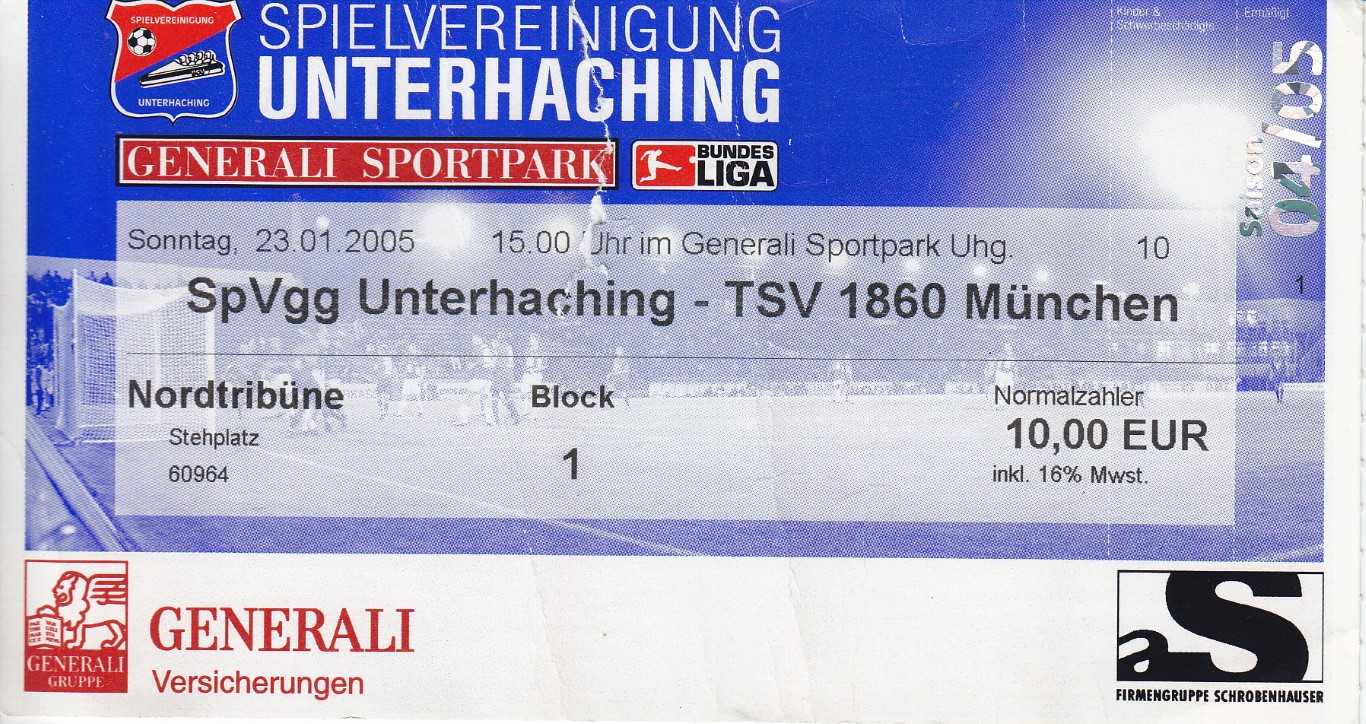 SPIELVEREINIGUNG
UNTERHACHING
SPIELVEREINIGUNG
UNTERHACHING
GENERALI SPORTPARK
BUNDES
LIGA
Kinder &
Schwerbeschädigte
Ermäßigt
Saison
04/05
Sonntag, 23.01.2005 15.00 Uhr im Generali Sportpark Uhg. 10
1
SpVgg Unterhaching - TSV 1860 München
Nordtribüne Block Normalzahler
Stehplatz 10,00 EUR
60964 1 inkl. 16% Mwst.
GENERALI
GRUPPE
GENERALI
Versicherungen
aS
FIRMENGRUPPE SCHROBENHAUSER